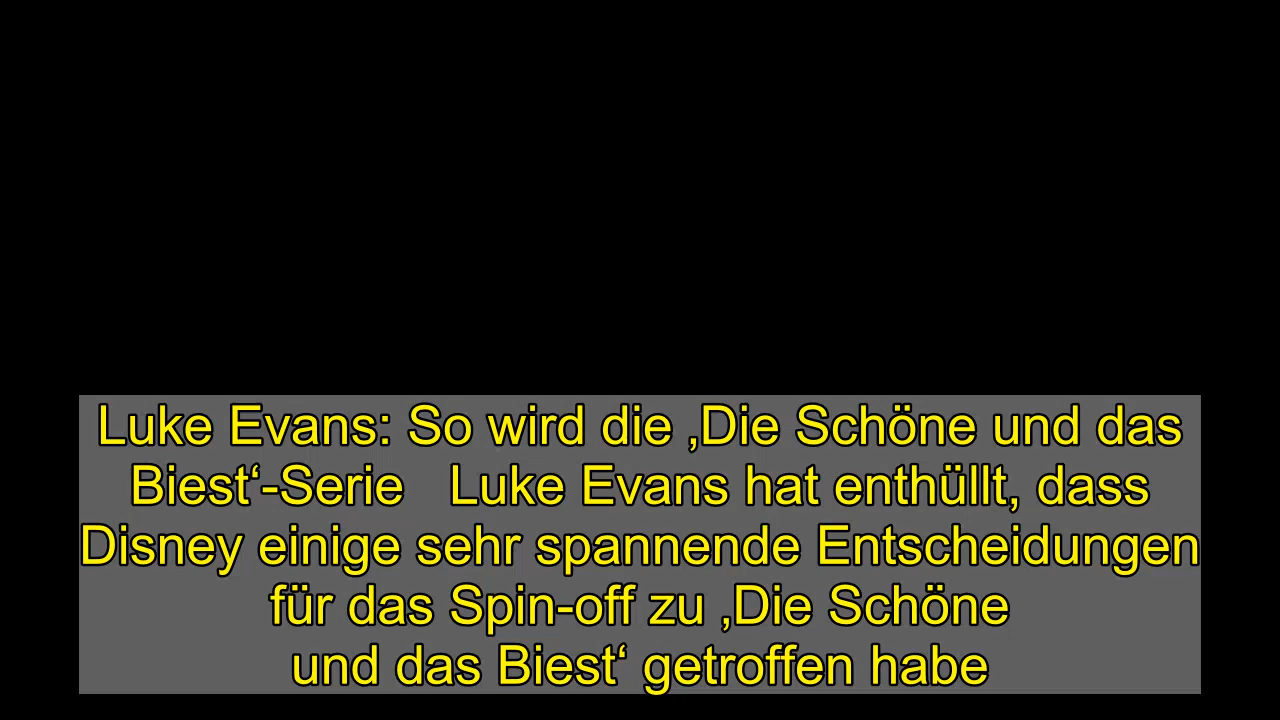 Luke Evans: So wird die ‚Die Schöne und das
Biest‘-Serie   Luke Evans hat enthüllt, dass
Disney einige sehr spannende Entscheidungen
für das Spin-off zu ‚Die Schöne
und das Biest‘ getroffen habe